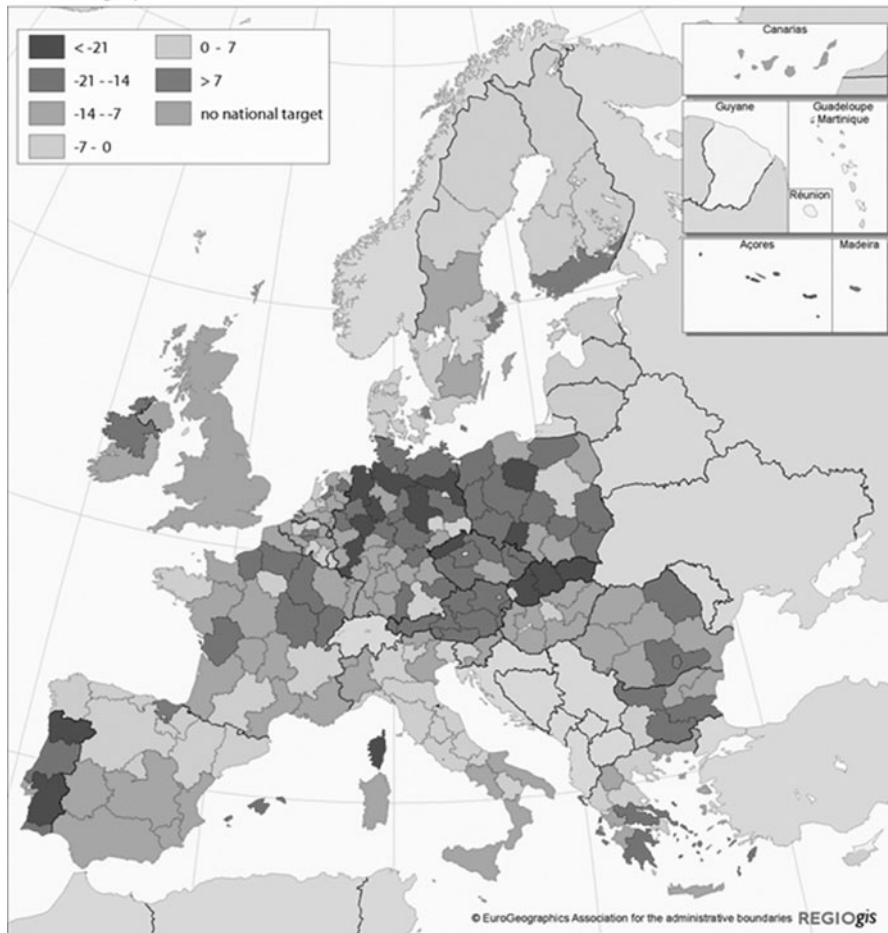 < -21
-21 - -14
-14 - -7
-7 - 0
0 - 7
> 7
no national target
Canarias
Guyane
Guadeloupe
Martinique
Réunion
Açores
Madeira
© EuroGeographics Association for the administrative boundaries REGIOgis